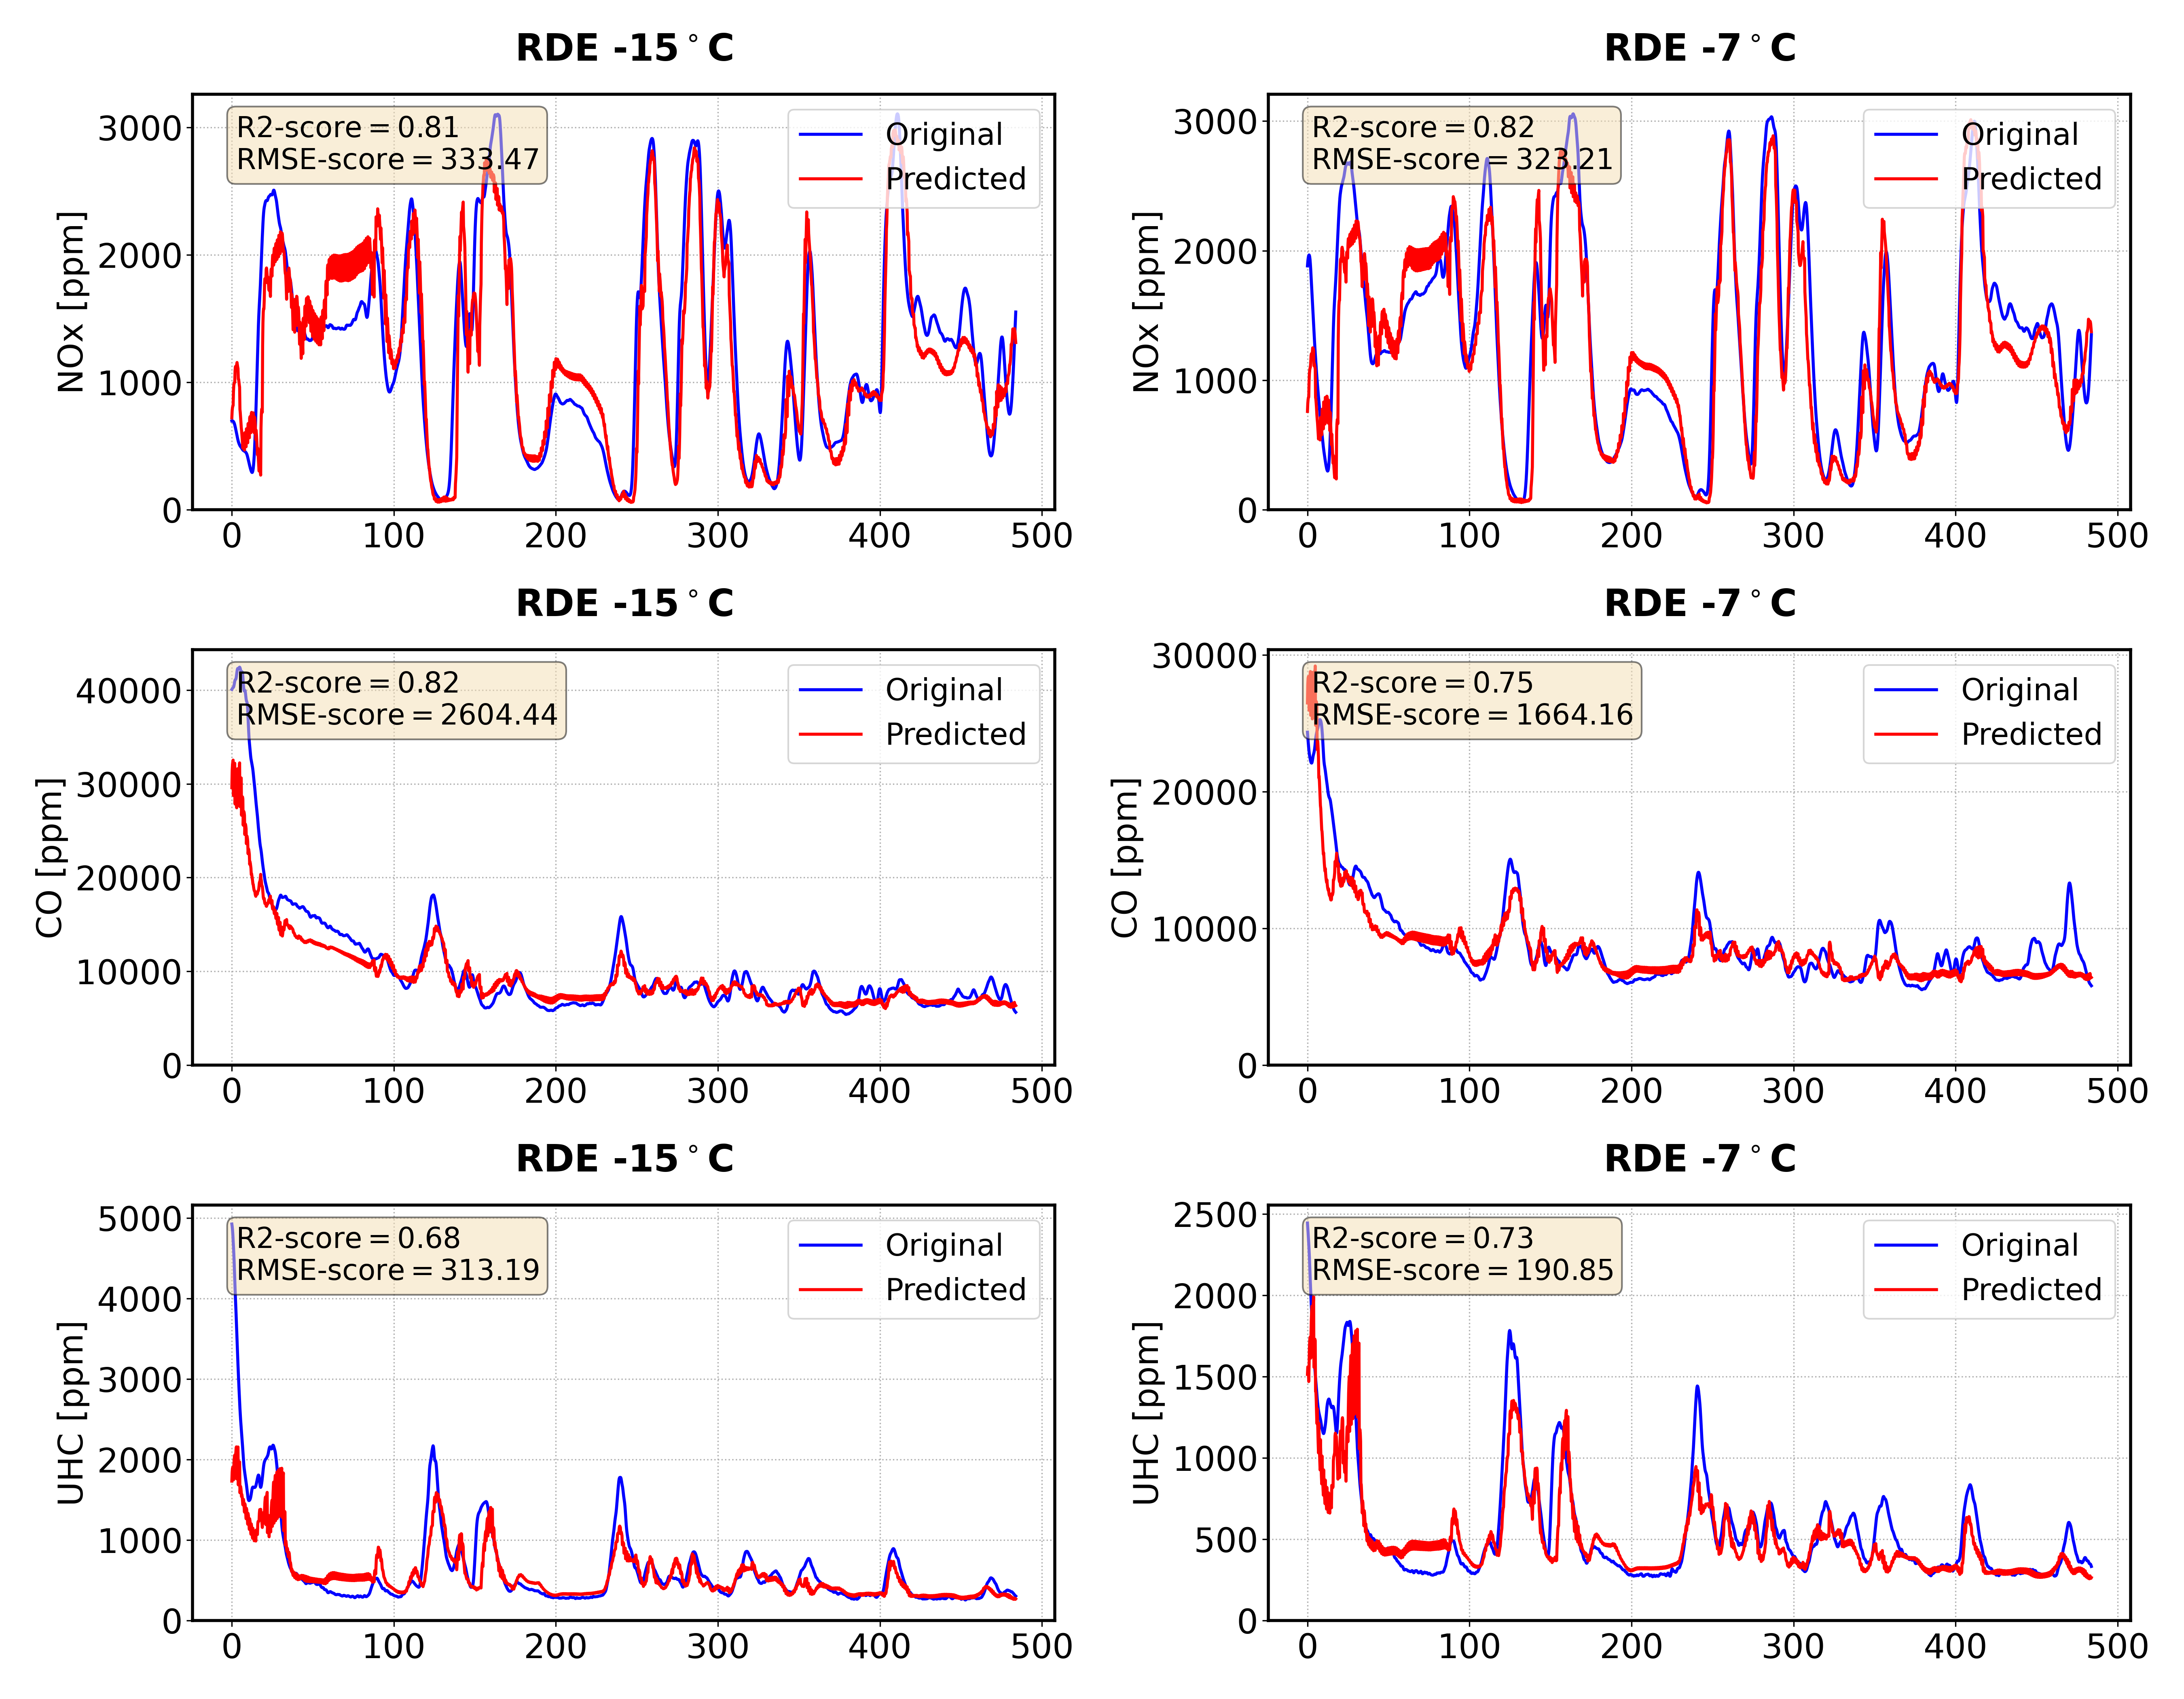 RDE -15°C
R2-score = 0.81
RMSE-score = 333.47
Original
Predicted
NOx [ppm]
3000
2000
1000
0
0 100 200 300 400 500
RDE -7°C
R2-score = 0.82
RMSE-score = 323.21
Original
Predicted
NOx [ppm]
3000
2000
1000
0
0 100 200 300 400 500
RDE -15°C
R2-score = 0.82
RMSE-score = 2604.44
Original
Predicted
CO [ppm]
40000
30000
20000
10000
0
0 100 200 300 400 500
RDE -7°C
R2-score = 0.75
RMSE-score = 1664.16
Original
Predicted
CO [ppm]
30000
20000
10000
0
0 100 200 300 400 500
RDE -15°C
R2-score = 0.68
RMSE-score = 313.19
Original
Predicted
UHC [ppm]
5000
4000
3000
2000
1000
0
0 100 200 300 400 500
RDE -7°C
R2-score = 0.73
RMSE-score = 190.85
Original
Predicted
UHC [ppm]
2500
2000
1500
1000
500
0
0 100 200 300 400 500